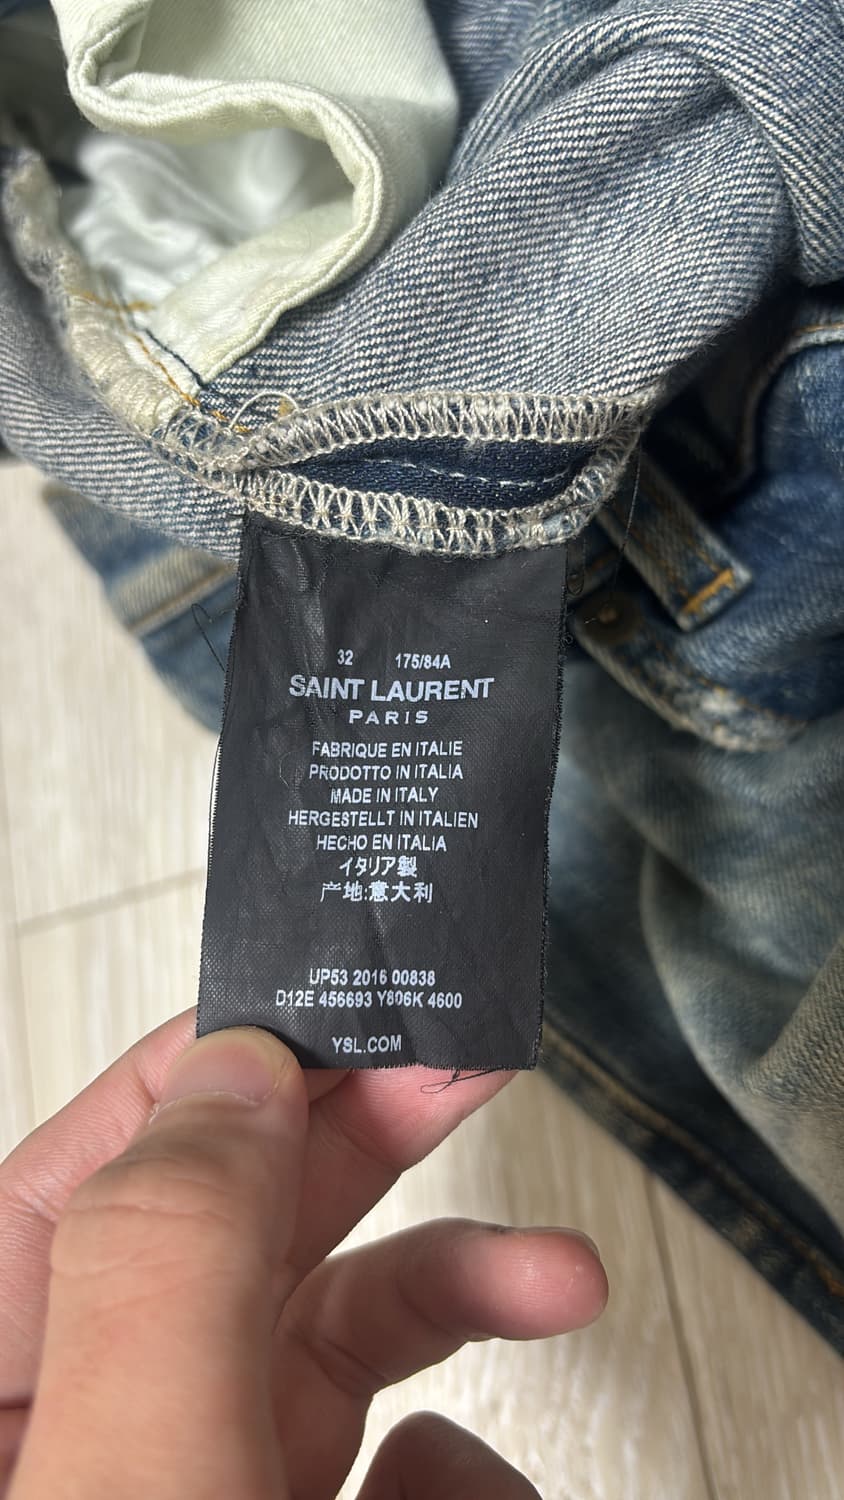 32 175/84A
SAINT LAURENT
PARIS
FABRIQUE EN ITALIE
PRODOTTO IN ITALIA
MADE IN ITALY
HERGESTELLT IN ITALIEN
HECHO EN ITALIA
イタリア製
产地:意大利
UP53 2016 00838
D12E 456693 Y806K 4600
YSL.COM